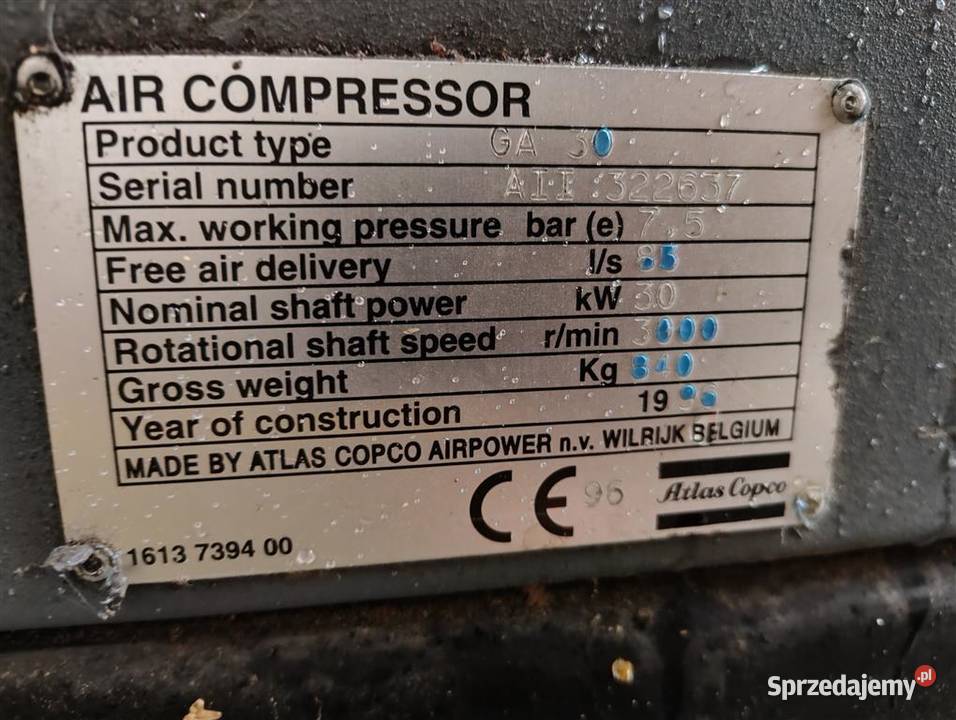 AIR COMPRESSOR
Product type GA 30
Serial number AII:322637
Max. working pressure bar (e) 7,5
Free air delivery l/s 85
Nominal shaft power kW 30
Rotational shaft speed r/min 3000
Gross weight Kg 840
Year of construction 19
MADE BY ATLAS COPCO AIRPOWER n.v. WILRIJK BELGIUM
CE 96 Atlas Copco
1613 7394 00
Sprzedajemy.pl